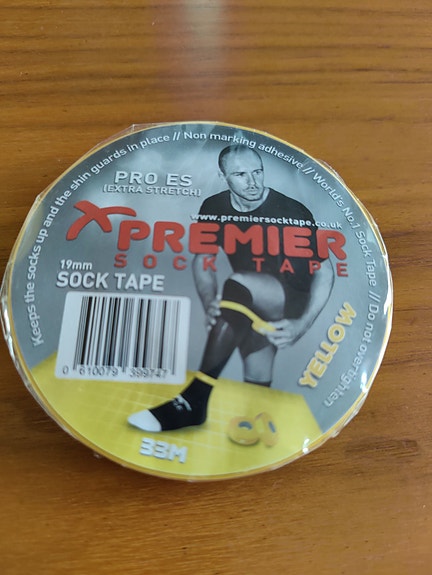 Keeps the socks up and the shin guards in place // Non marking adhesive // World's No.1 Sock Tape // Do not overtighten
PRO ES
(EXTRA STRETCH)
www.premiersocktape.co.uk
PREMIER
SOCK TAPE
19mm
SOCK TAPE
YELLOW
0 610079 399747
33M